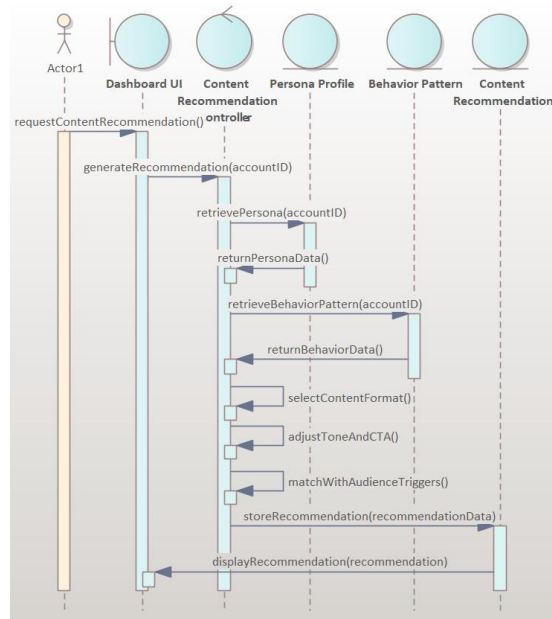 Actor1
Dashboard UI
Content
Recommendation
ontroller
Persona Profile
Behavior Pattern
Content
Recommendation
requestContentRecommendation()
generateRecommendation(accountID)
retrievePersona(accountID)
returnPersonaData()
retrieveBehaviorPattern(accountID)
returnBehaviorData()
selectContentFormat()
adjustToneAndCTA()
matchWithAudienceTriggers()
storeRecommendation(recommendationData)
displayRecommendation(recommendation)